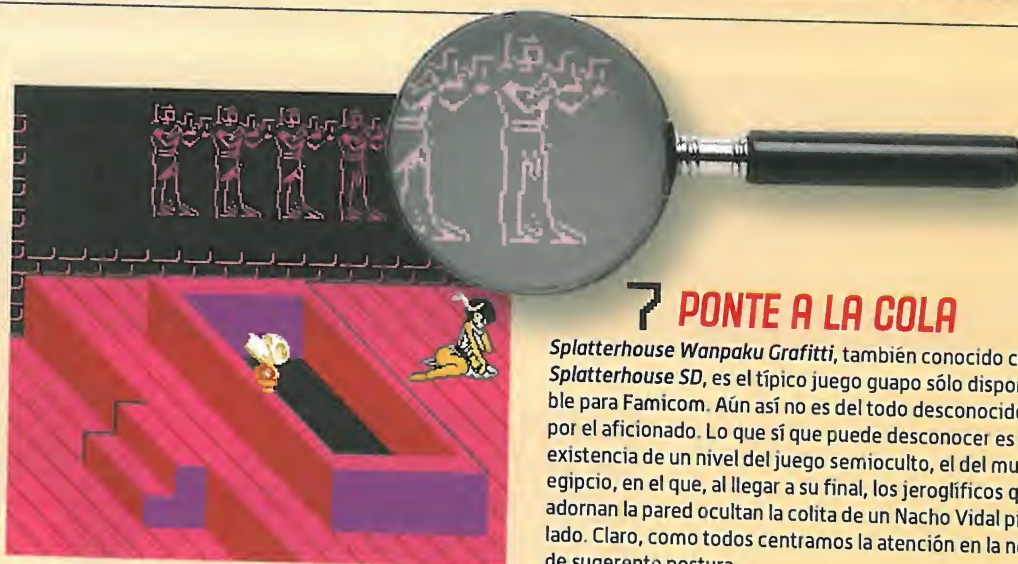 7 PONTE A LA COLA
Splatterhouse Wanpaku Grafitti, también conocido c
Splatterhouse SD, es el típico juego guapo sólo dispon
ble para Famicom. Aún así no es del todo desconocido
por el aficionado. Lo que sí que puede desconocer es
existencia de un nivel del juego semioculto, el del mu
egipcio, en el que, al llegar a su final, los jeroglíficos q
adornan la pared ocultan la colita de un Nacho Vidal pi
lado. Claro, como todos centramos la atención en la n
de sugerente postura